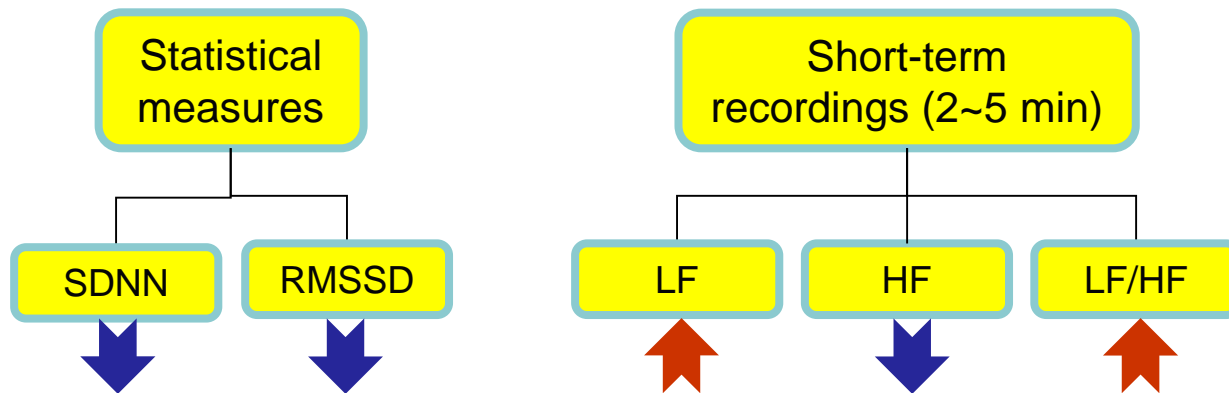 Statistical
measures
Short-term
recordings (2~5 min)
SDNN
RMSSD
LF
HF
LF/HF